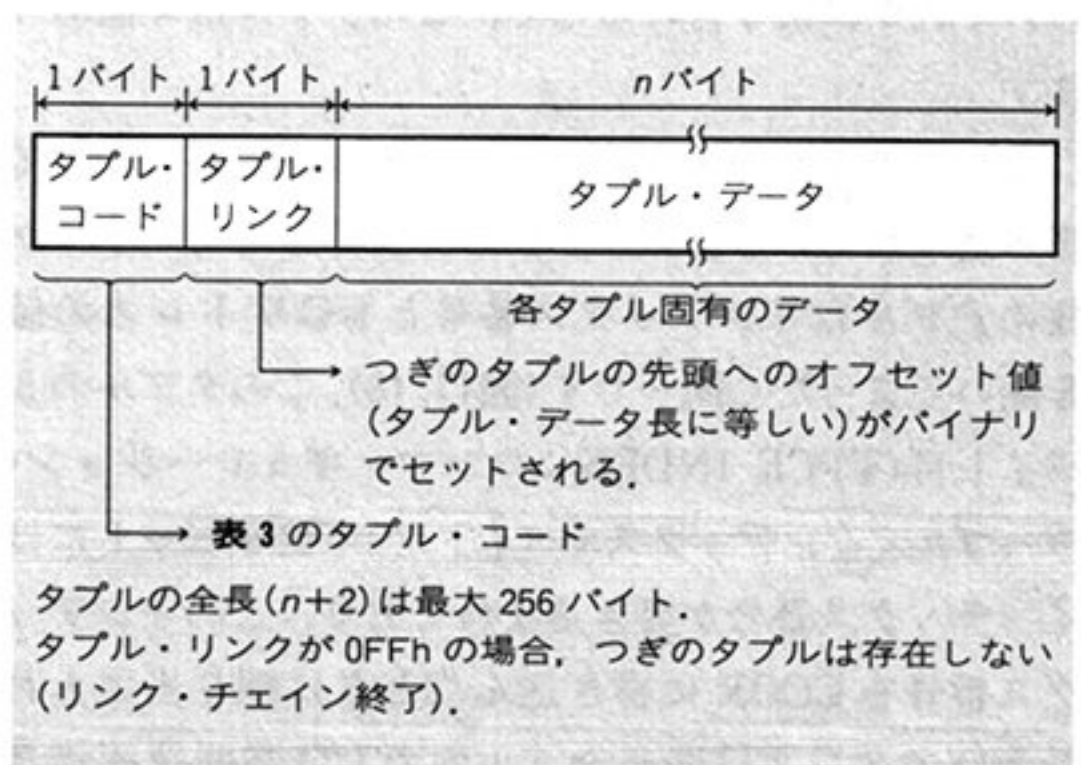 1バイト 1バイト nバイト
タプル・ タプル・
コード リンク
タプル・データ
各タプル固有のデータ
つぎのタプルの先頭へのオフセット値
(タプル・データ長に等しい)がバイナリ
でセットされる.
表3のタプル・コード
タプルの全長(n+2)は最大256バイト.
タプル・リンクが0FFhの場合, つぎのタプルは存在しない
(リンク・チェイン終了).